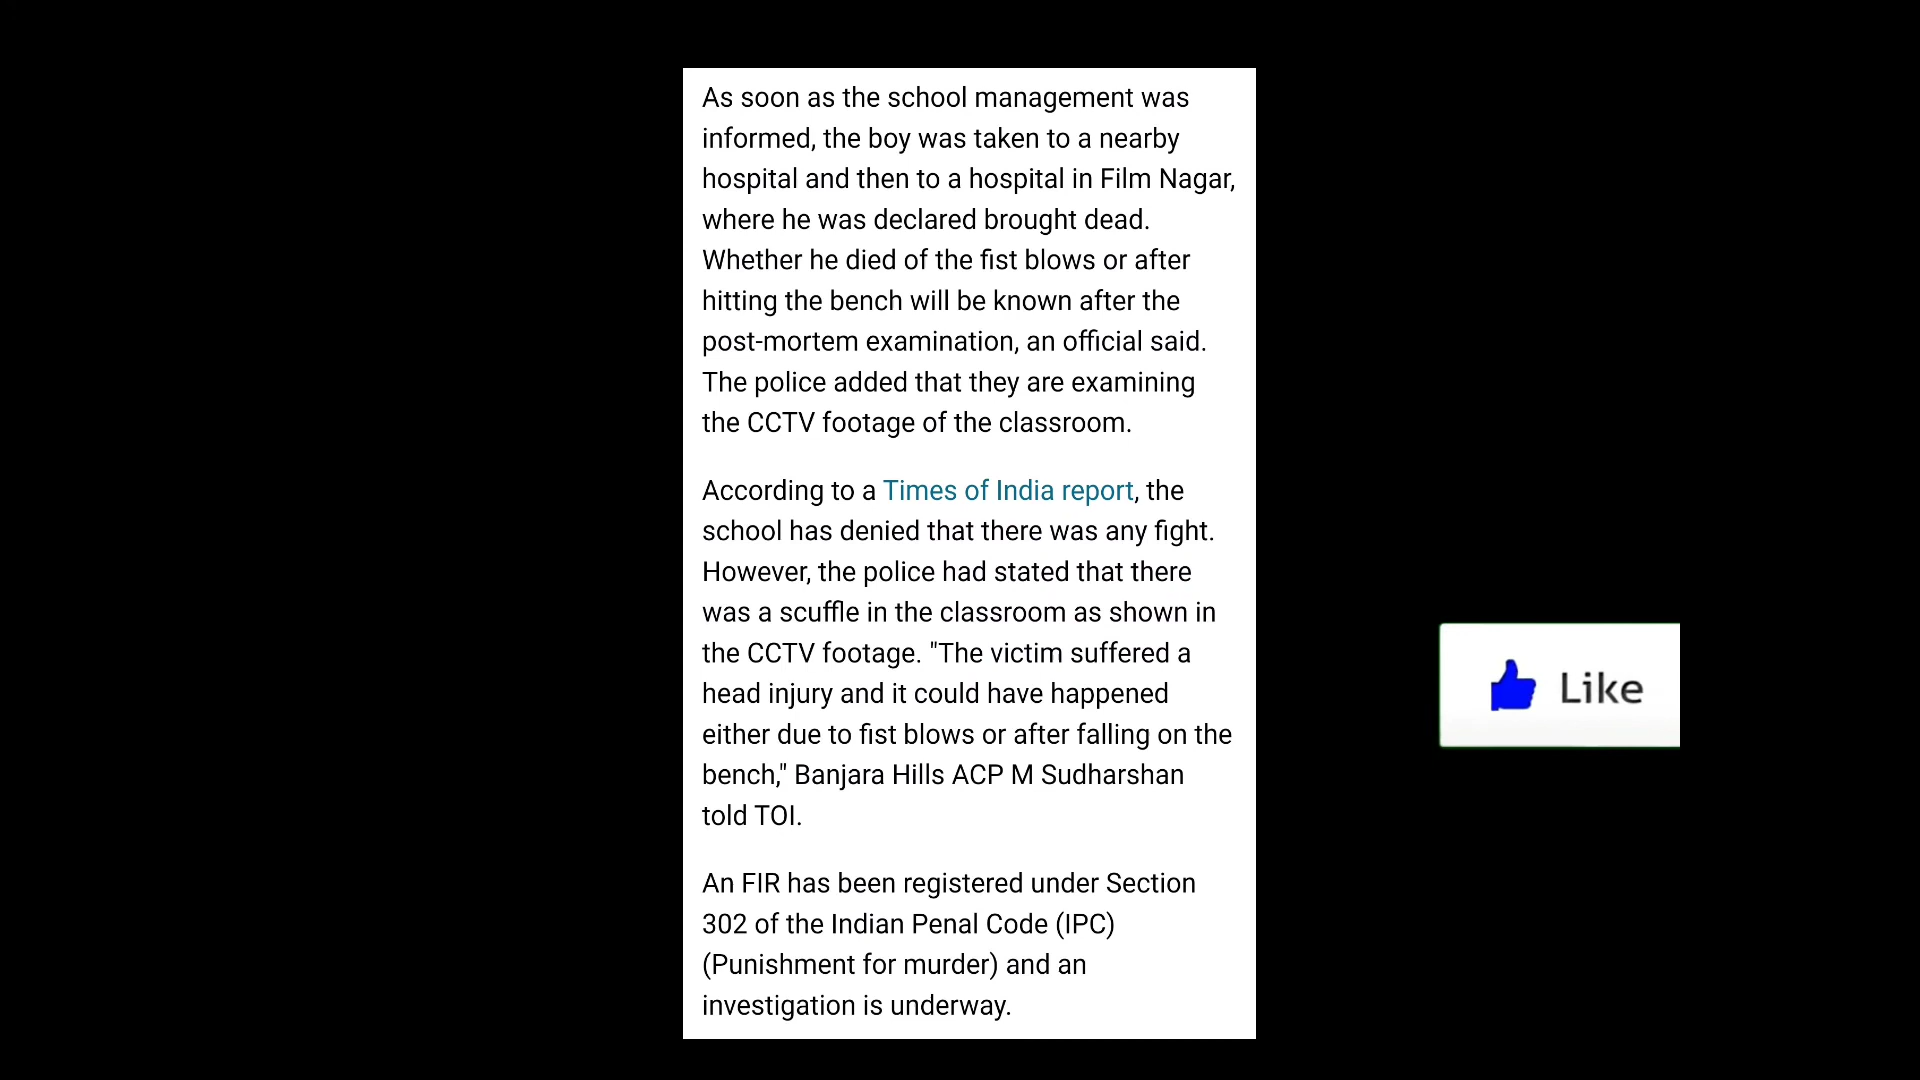 As soon as the school management was
informed, the boy was taken to a nearby
hospital and then to a hospital in Film Nagar,
where he was declared brought dead.
Whether he died of the fist blows or after
hitting the bench will be known after the
post-mortem examination, an official said.
The police added that they are examining
the CCTV footage of the classroom.
According to a Times of India report, the
school has denied that there was any fight.
However, the police had stated that there
was a scuffle in the classroom as shown in
the CCTV footage. "The victim suffered a
head injury and it could have happened
either due to fist blows or after falling on the
bench," Banjara Hills ACP M Sudharshan
told TOI.
An FIR has been registered under Section
302 of the Indian Penal Code (IPC)
(Punishment for murder) and an
investigation is underway.
Like